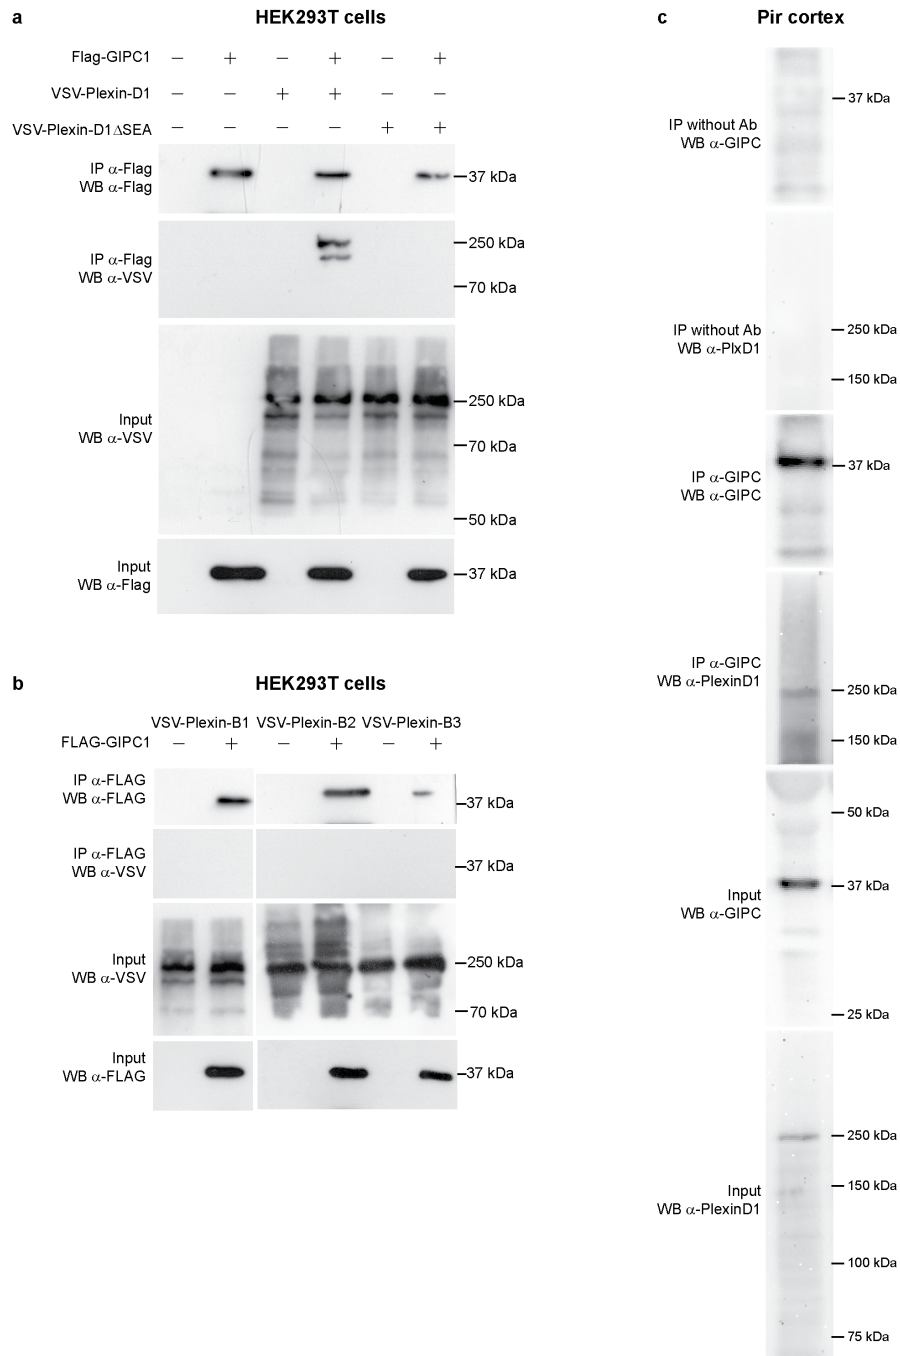 a
HEK293T cells
Flag-GIPC1 − + − + − +
VSV-Plexin-D1 − − + + − −
VSV-Plexin-D1ΔSEA − − − − + +
IP α-Flag
WB α-Flag
37 kDa
IP α-Flag
WB α-VSV
250 kDa
70 kDa
Input
WB α-VSV
250 kDa
70 kDa
50 kDa
Input
WB α-Flag
37 kDa
b
HEK293T cells
VSV-Plexin-B1 VSV-Plexin-B2 VSV-Plexin-B3
FLAG-GIPC1 − + − + − +
IP α-FLAG
WB α-FLAG
37 kDa
IP α-FLAG
WB α-VSV
37 kDa
Input
WB α-VSV
250 kDa
70 kDa
Input
WB α-FLAG
37 kDa
c
Pir cortex
IP without Ab
WB α-GIPC
37 kDa
IP without Ab
WB α-PlxD1
250 kDa
150 kDa
IP α-GIPC
WB α-GIPC
37 kDa
IP α-GIPC
WB α-PlexinD1
250 kDa
150 kDa
Input
WB α-GIPC
50 kDa
37 kDa
25 kDa
Input
WB α-PlexinD1
250 kDa
150 kDa
100 kDa
75 kDa